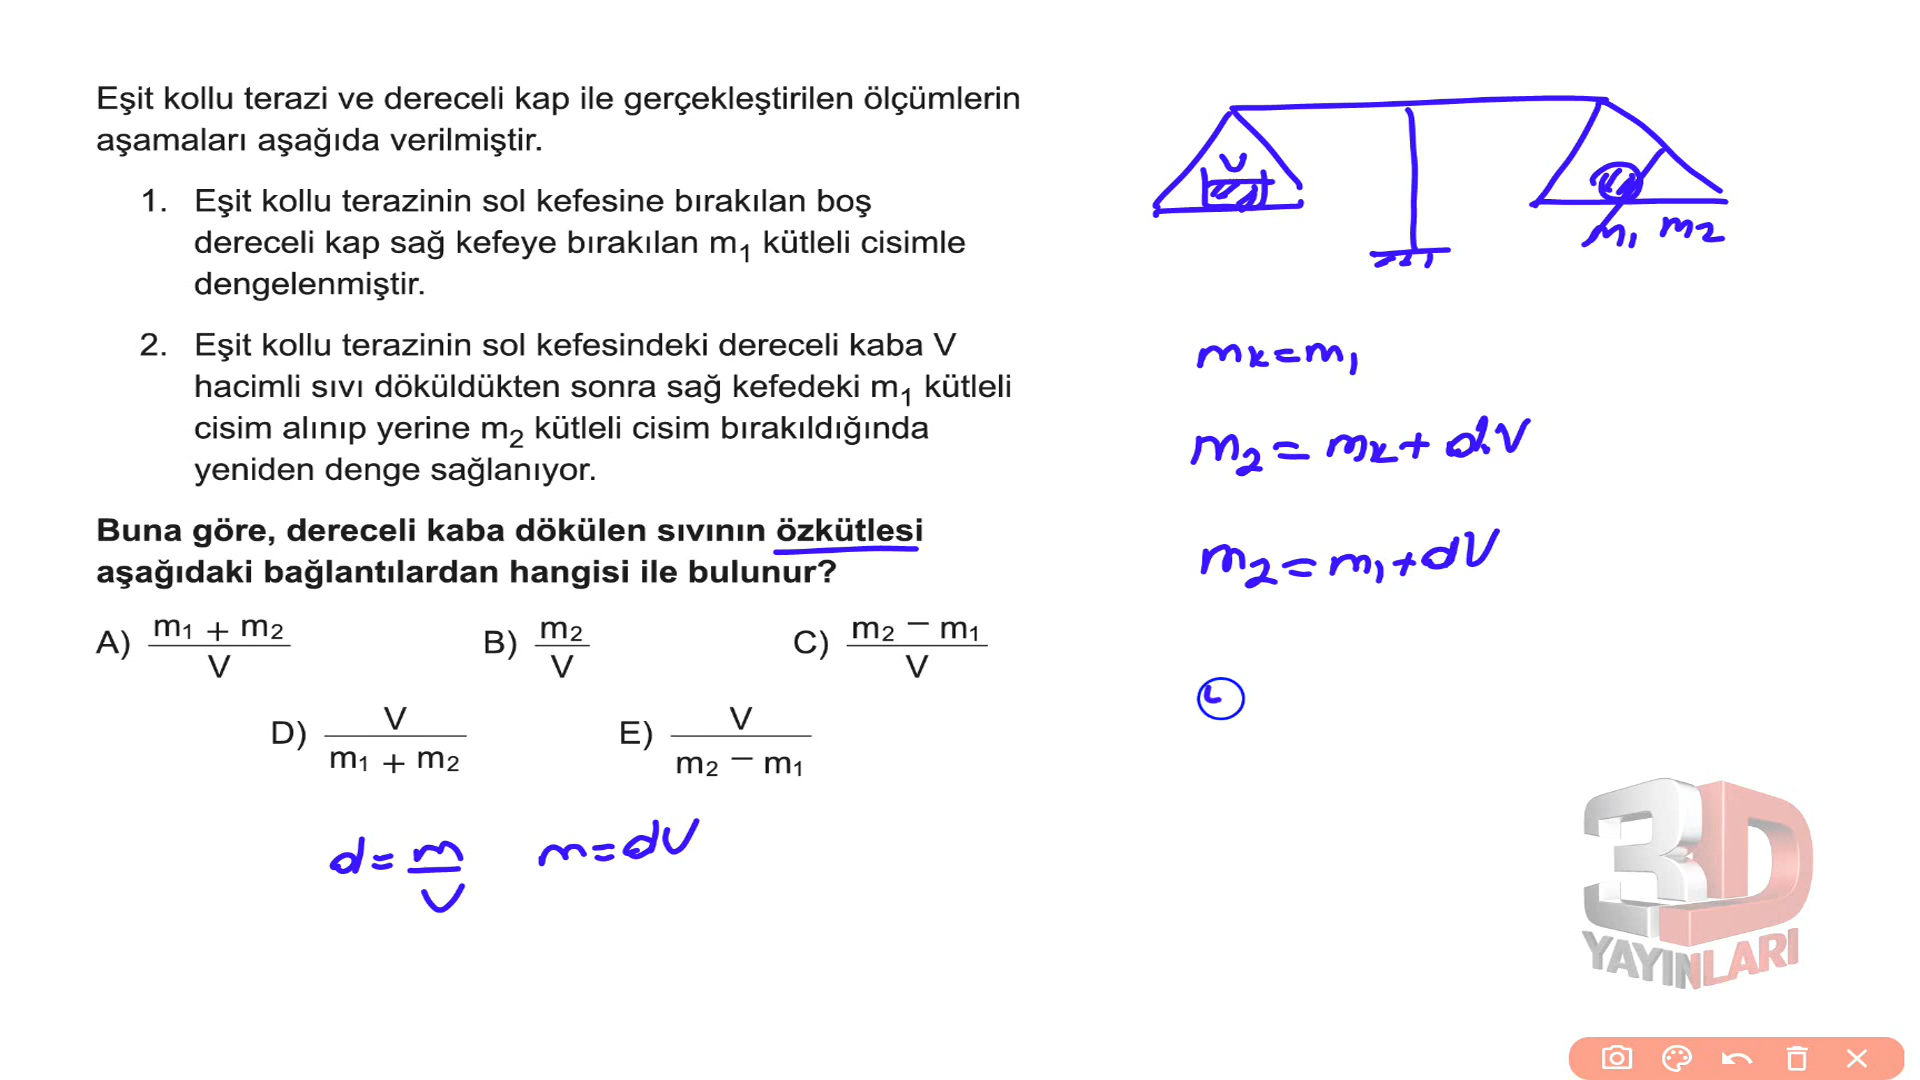 Eşit kollu terazi ve dereceli kap ile gerçekleştirilen ölçümlerin
aşamaları aşağıda verilmiştir.
1. Eşit kollu terazinin sol kefesine bırakılan boş
dereceli kap sağ kefeye bırakılan m₁ kütleli cisimle
dengelenmiştir.
2. Eşit kollu terazinin sol kefesindeki dereceli kaba V
hacimli sıvı döküldükten sonra sağ kefedeki m₁ kütleli
cisim alınıp yerine m₂ kütleli cisim bırakıldığında
yeniden denge sağlanıyor.
Buna göre, dereceli kaba dökülen sıvının özkütlesi
aşağıdaki bağlantılardan hangisi ile bulunur?
A) (m₁ + m₂)/V B) m₂/V C) (m₂ − m₁)/V
D) V/(m₁ + m₂) E) V/(m₂ − m₁)
d = m/V m = dV
V
m₁ m₂
mk = m₁
m₂ = mk + d.V
m₂ = m₁ + dV
3D
YAYINLARI